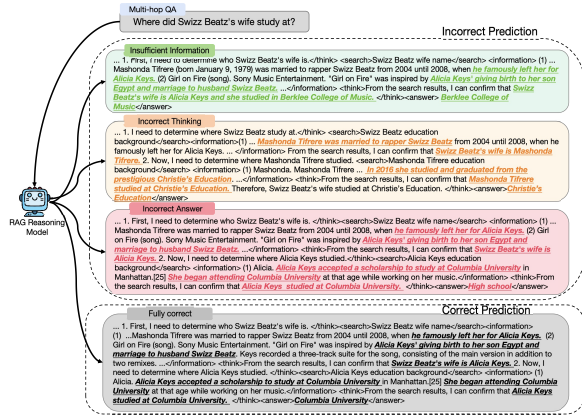 Multi-hop QA
Where did Swizz Beatz's wife study at?
Incorrect Prediction
Insufficient Information
... 1. First, I need to determine who Swizz Beatz's wife is.</think> <search>Swizz Beatz wife name</search> <information> (1) ...
Mashonda Tifrere (born January 9, 1979) was married to rapper Swizz Beatz from 2004 until 2008, when he famously left her for
Alicia Keys. (2) Girl on Fire (song). Sony Music Entertainment. "Girl on Fire" was inspired by Alicia Keys' giving birth to her son
Egypt and marriage to husband Swizz Beatz. ...</information> <think>From the search results, I can confirm that Swizz
Beatz's wife is Alicia Keys and she studied in Berklee College of Music. </think><answer> Berklee College of
Music</answer>
Incorrect Thinking
... 1. First, I need to determine where Swizz Beatz study at.</think> <search>Swizz Beatz education
background</search><information>(1) ... Mashonda Tifrere was married to rapper Swizz Beatz from 2004 until 2008, when he
famously left her for Alicia Keys. ... </information> <think>From the search results, I can confirm that Swizz Beatz's wife is Mashonda
Tifrere. 2. Now, I need to determine where Mashonda Tifrere studied. <search>Mashonda Tifrere education
background</search> <information> (1) Mashonda. Mashonda Tifrere ... In 2016 she studied and graduated from the
prestigious Christie's Education. ...</information> <think>From the search results, I can confirm that Mashonda Tifrere
studied at Christie's Education. Therefore, Swizz Beatz's wife studied at Christie's Education. </think> <answer>Christie's
Education</answer>
Incorrect Answer
... 1. First, I need to determine who Swizz Beatz's wife is. </think><search>Swizz Beatz wife name</search> <information> (1) ...
Mashonda Tifrere was married to rapper Swizz Beatz from 2004 until 2008, when he famously left her for Alicia Keys. (2) Girl
on Fire (song). Sony Music Entertainment. "Girl on Fire" was inspired by Alicia Keys' giving birth to her son Egypt and
marriage to husband Swizz Beatz. ...</information> <think>From the search results, I can confirm that Swizz Beatz's wife is
Alicia Keys. 2. Now, I need to determine where Alicia Keys studied.</think><search>Alicia Keys education
background</search> <information> (1) Alicia. Alicia Keys accepted a scholarship to study at Columbia University in
Manhattan.[25] She began attending Columbia University at that age while working on her music.</information> <think>From
the search results, I can confirm that Alicia Keys studied at Columbia University. </think><answer>High school</answer>
RAG Reasoning
Model
Correct Prediction
Fully correct
... 1. First, I need to determine who Swizz Beatz's wife is. </think><search>Swizz Beatz wife name</search><information>
(1) ...Mashonda Tifrere was married to rapper Swizz Beatz from 2004 until 2008, when he famously left her for Alicia Keys. (2)
Girl on Fire (song). Sony Music Entertainment. "Girl on Fire" was inspired by Alicia Keys' giving birth to her son Egypt and
marriage to husband Swizz Beatz. Keys recorded a three-track suite for the song, consisting of the main version in addition to
two remixes. ...</information> <think>From the search results, I can confirm that Swizz Beatz's wife is Alicia Keys. 2. Now, I
need to determine where Alicia Keys studied. </think><search>Alicia Keys education background</search> <information> (1)
Alicia. Alicia Keys accepted a scholarship to study at Columbia University in Manhattan.[25] She began attending Columbia
University at that age while working on her music.</information> <think>From the search results, I can confirm that Alicia Keys
studied at Columbia University. </think><answer>Columbia University</answer>